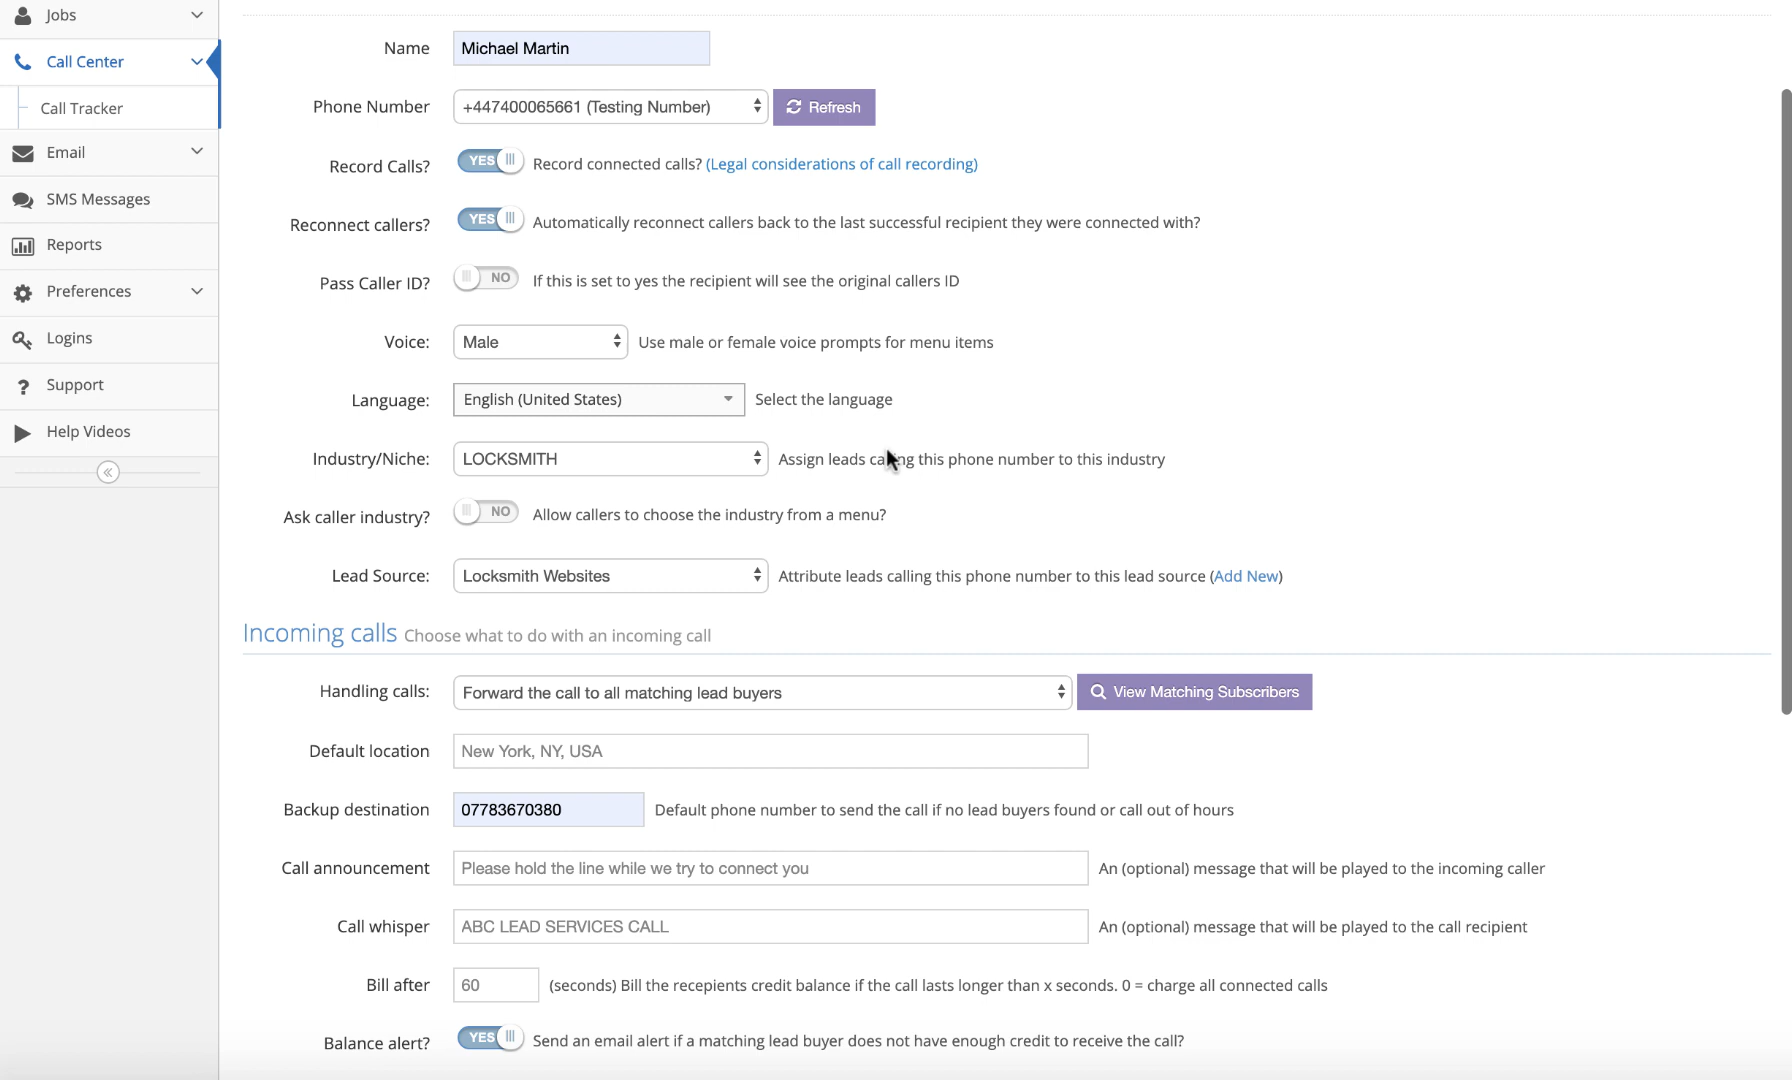 Jobs
Call Center
Call Tracker
Email
SMS Messages
Reports
Preferences
Logins
Support
Help Videos
Name Michael Martin
Phone Number +447400065661 (Testing Number) Refresh
Record Calls? YES Record connected calls? (Legal considerations of call recording)
Reconnect callers? YES Automatically reconnect callers back to the last successful recipient they were connected with?
Pass Caller ID? NO If this is set to yes the recipient will see the original callers ID
Voice: Male Use male or female voice prompts for menu items
Language: English (United States) Select the language
Industry/Niche: LOCKSMITH Assign leads calling this phone number to this industry
Ask caller industry? NO Allow callers to choose the industry from a menu?
Lead Source: Locksmith Websites Attribute leads calling this phone number to this lead source (Add New)
Incoming calls Choose what to do with an incoming call
Handling calls: Forward the call to all matching lead buyers View Matching Subscribers
Default location New York, NY, USA
Backup destination 07783670380 Default phone number to send the call if no lead buyers found or call out of hours
Call announcement Please hold the line while we try to connect you An (optional) message that will be played to the incoming caller
Call whisper ABC LEAD SERVICES CALL An (optional) message that will be played to the call recipient
Bill after 60 (seconds) Bill the recepients credit balance if the call lasts longer than x seconds. 0 = charge all connected calls
Balance alert? YES Send an email alert if a matching lead buyer does not have enough credit to receive the call?